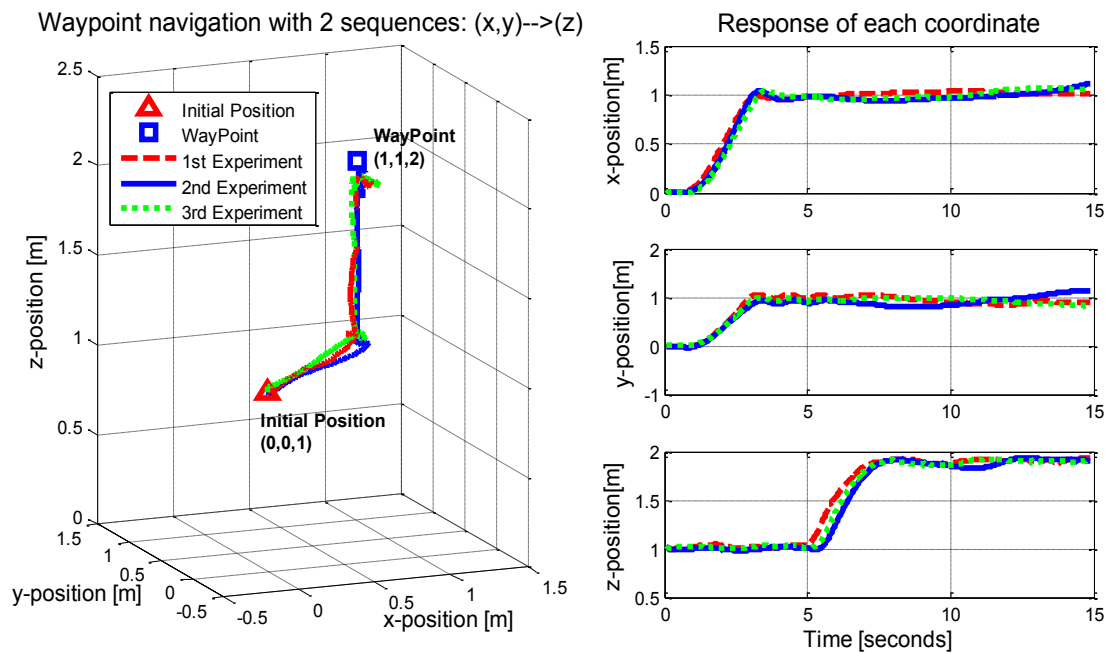 Waypoint navigation with 2 sequences: (x,y)-->(z)
2.5
2
1.5
1
0.5
0
z-position [m]
Initial Position
WayPoint
1st Experiment
2nd Experiment
3rd Experiment
WayPoint
(1,1,2)
Initial Position
(0,0,1)
1.5
1
0.5
0
-0.5
y-position [m]
-0.5
0
0.5
1
1.5
x-position [m]
Response of each coordinate
1.5
1
0.5
0
x-position[m]
0
5
10
15
2
1
0
-1
y-position[m]
0
5
10
15
2
1.5
1
0.5
z-position[m]
0
5
10
15
Time [seconds]